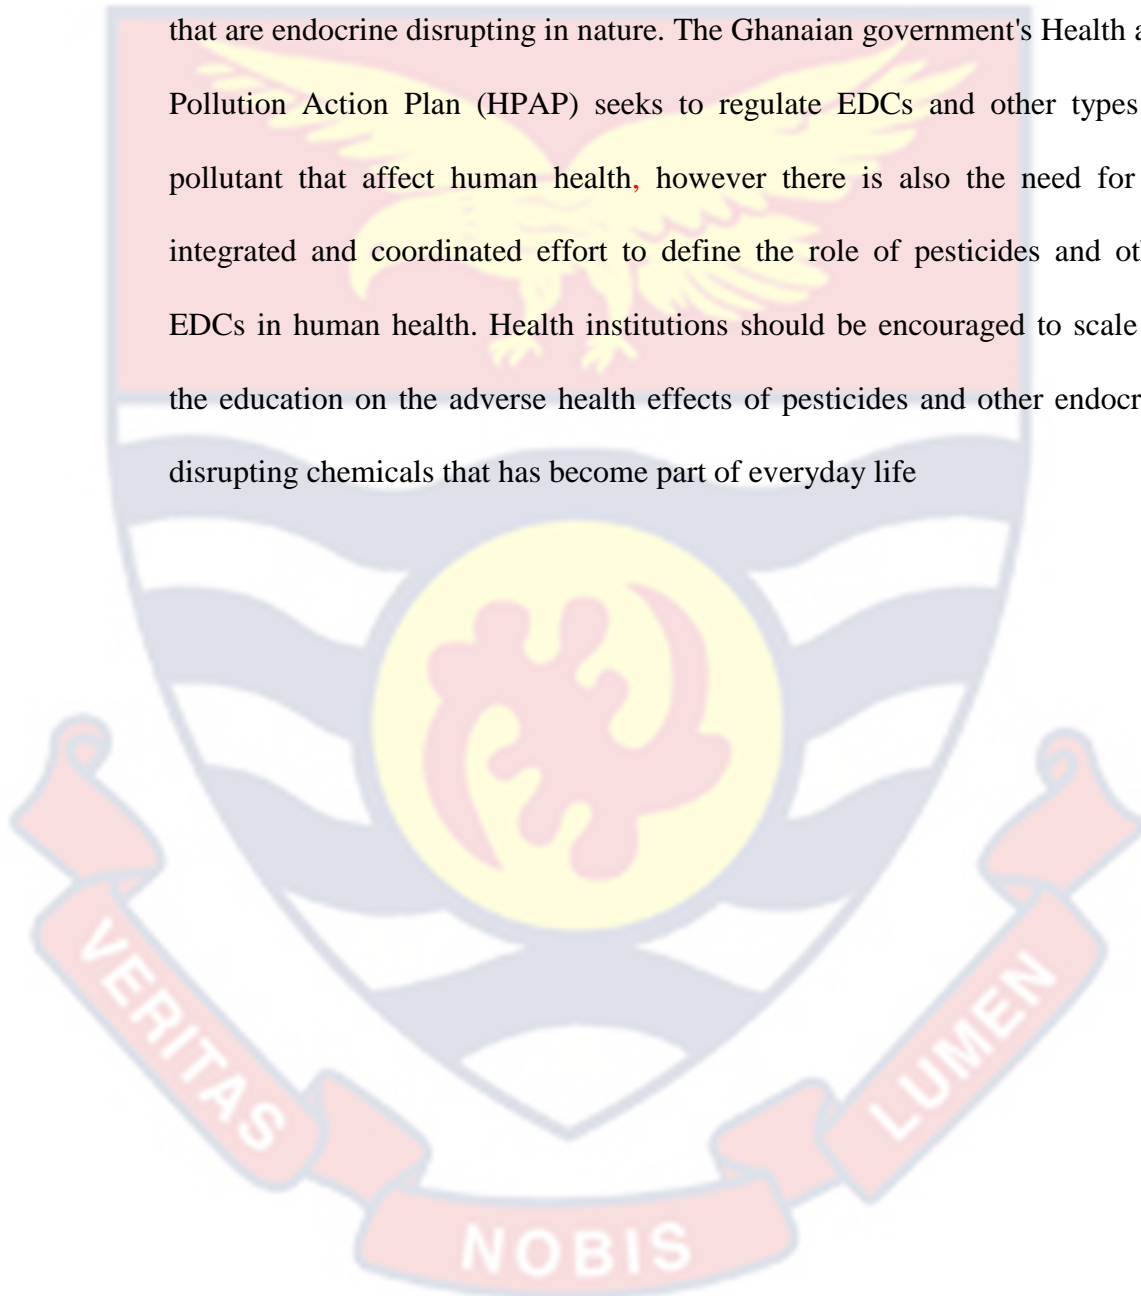 that are endocrine disrupting in nature. The Ghanaian government's Health a
Pollution Action Plan (HPAP) seeks to regulate EDCs and other types
pollutant that affect human health, however there is also the need for
integrated and coordinated effort to define the role of pesticides and ot
EDCs in human health. Health institutions should be encouraged to scale
the education on the adverse health effects of pesticides and other endocr
disrupting chemicals that has become part of everyday life
VERITAS
NOBIS
LUMEN